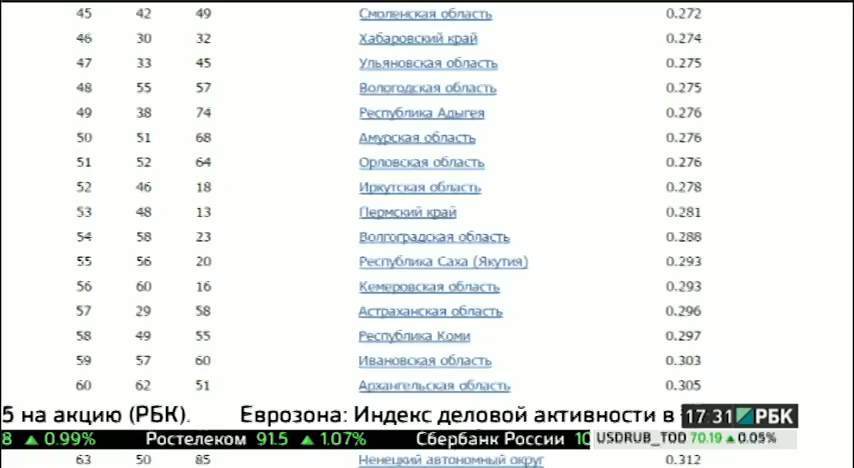 45 42 49 Смоленская область 0.272
46 30 32 Хабаровский край 0.274
47 33 45 Ульяновская область 0.275
48 55 57 Вологодская область 0.275
49 38 74 Республика Адыгея 0.276
50 51 68 Амурская область 0.276
51 52 64 Орловская область 0.276
52 46 18 Иркутская область 0.278
53 48 13 Пермский край 0.281
54 58 23 Волгоградская область 0.288
55 56 20 Республика Саха (Якутия) 0.293
56 60 16 Кемеровская область 0.293
57 29 58 Астраханская область 0.296
58 49 55 Республика Коми 0.297
59 57 60 Ивановская область 0.303
60 62 51 Архангельская область 0.305
5 на акцию (РБК). Еврозона: Индекс деловой активности в 17:31 РБК
8 ▲ 0.99% Ростелеком 91.5 ▲ 1.07% Сбербанк России 10 USDRUB_TOD 70.19 ▲ 0.05%
63 50 85 Ненецкий автономный округ 0.312